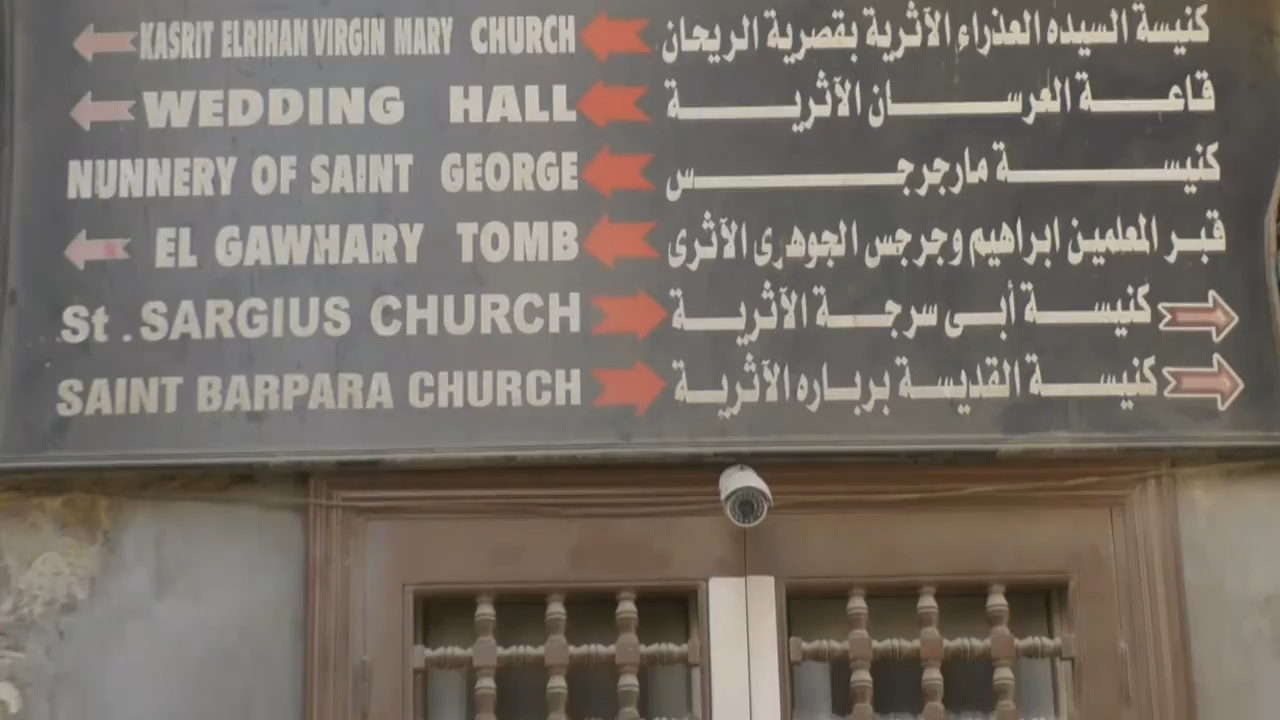 KASRIT ELRIHAN VIRGIN MARY CHURCH كنيسة السيده العذراء الآثرية بقصرية الريحان
WEDDING HALL قاعة العرسان الآثرية
NUNNERY OF SAINT GEORGE كنيسة مارجرجس
EL GAWHARY TOMB قبر المعلمين ابراهيم وجرجس الجوهرى الآثرى
St . SARGIUS CHURCH كنيسة أبى سرجة الآثرية
SAINT BARPARA CHURCH كنيسة القديسة برباره الآثرية